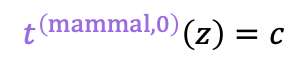 t^(mammal,0)(z) = c